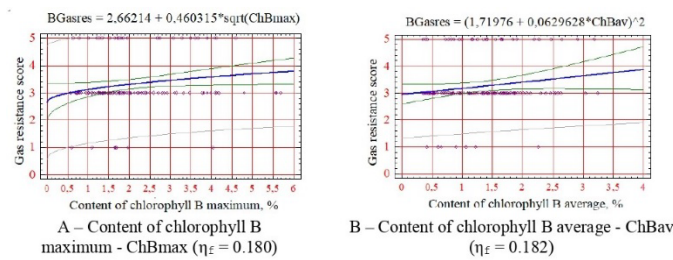 BGasres = 2,66214 + 0.460315*sqrt(ChBmax)
5
4
3
2
1
0
Gas resistance score
0 0,5 1 1,5 2 2,5 3 3,5 4 4,5 5 5,5 6
Content of chlorophyll B maximum, %
A – Content of chlorophyll B
maximum - ChBmax (ηf = 0.180)
BGasres = (1,71976 + 0,0629628*ChBav)^2
5
4
3
2
1
0
Gas resistance score
0 0,5 1 1,5 2 2,5 3 3,5 4
Content of chlorophyll B average, %
B – Content of chlorophyll B average - ChBav
(ηf = 0.182)